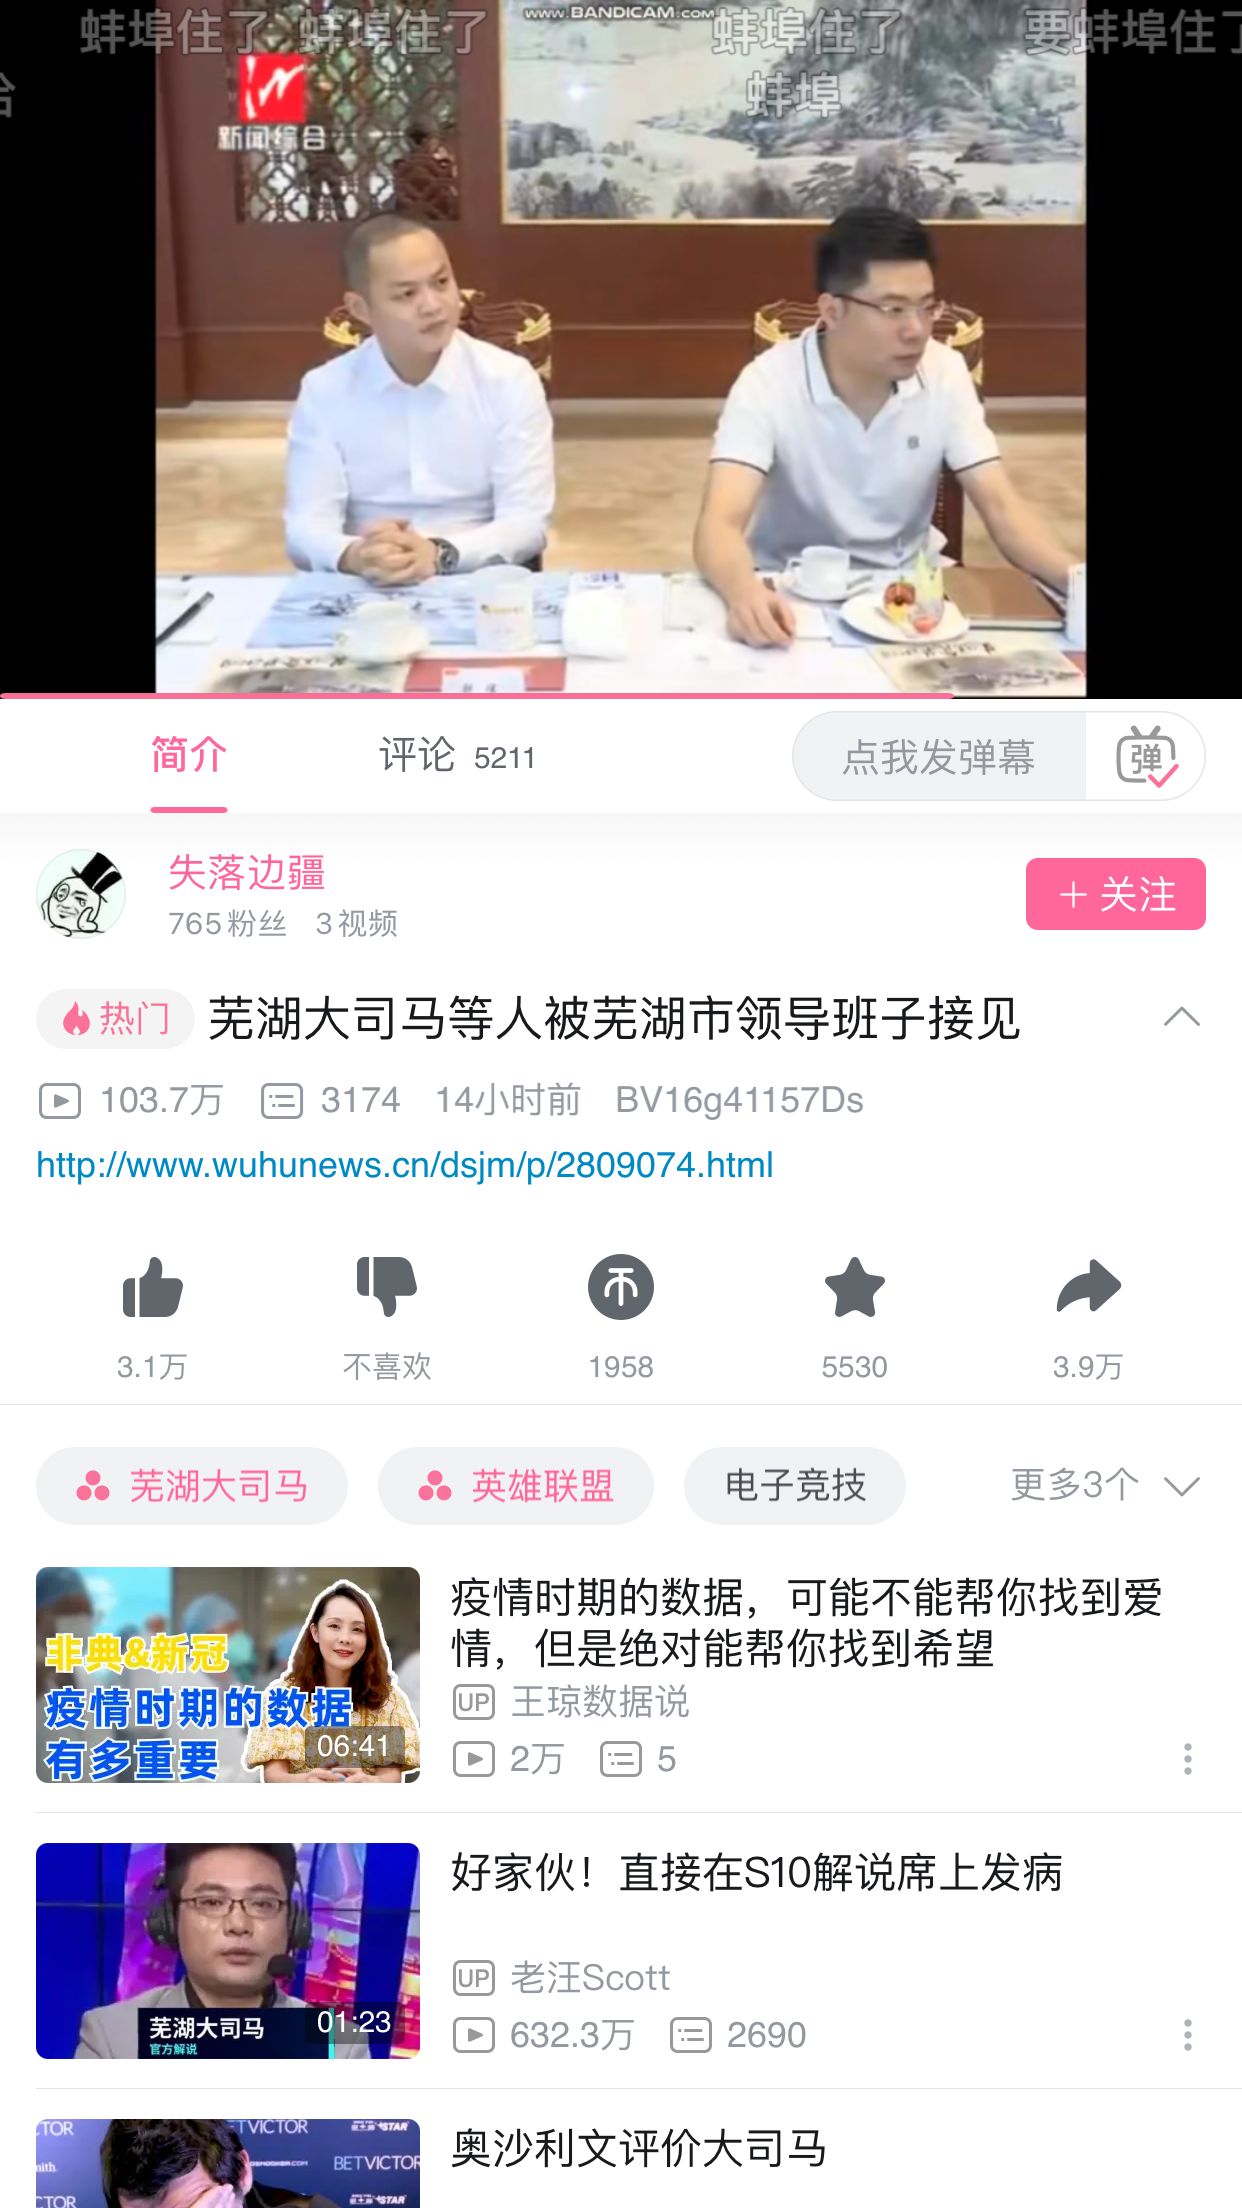 www.BANDICAM.com
蚌埠住了 蚌埠住了 蚌埠住了 要蚌埠住了
蚌埠
新闻综合
简介 评论 5211 点我发弹幕 弹
失落边疆
765粉丝 3视频
+ 关注
热门 芜湖大司马等人被芜湖市领导班子接见
103.7万 3174 14小时前 BV16g41157Ds
http://www.wuhunews.cn/dsjm/p/2809074.html
3.1万 不喜欢 1958 5530 3.9万
芜湖大司马 英雄联盟 电子竞技 更多3个
非典&新冠
疫情时期的数据
有多重要
06:41
疫情时期的数据，可能不能帮你找到爱
情，但是绝对能帮你找到希望
UP 王琼数据说
2万 5
芜湖大司马
官方解说
01:23
好家伙！直接在S10解说席上发病
UP 老汪Scott
632.3万 2690
BETVICTOR
STAR
奥沙利文评价大司马